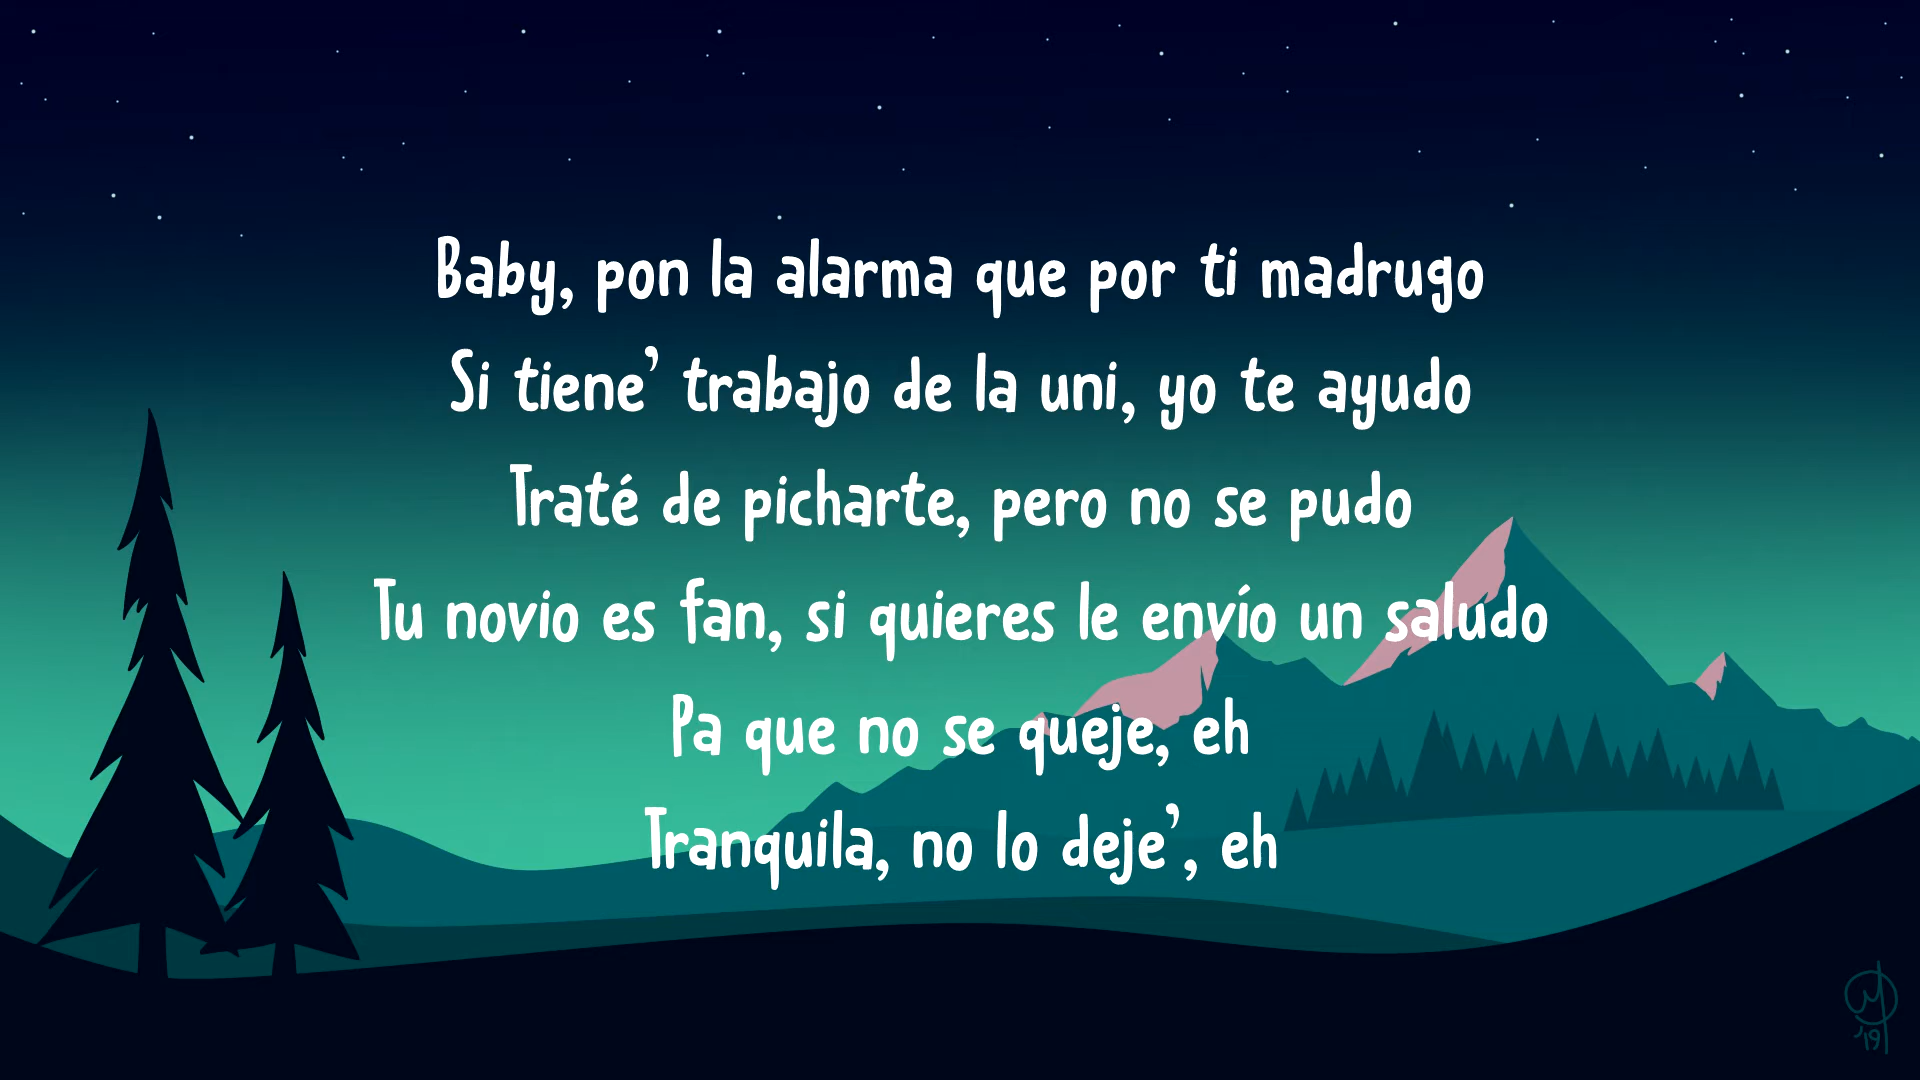 Baby, pon la alarma que por ti madrugo
Si tiene’ trabajo de la uni, yo te ayudo
Traté de picharte, pero no se pudo
Tu novio es fan, si quieres le envío un saludo
Pa que no se queje, eh
Tranquila, no lo deje’, eh
'19